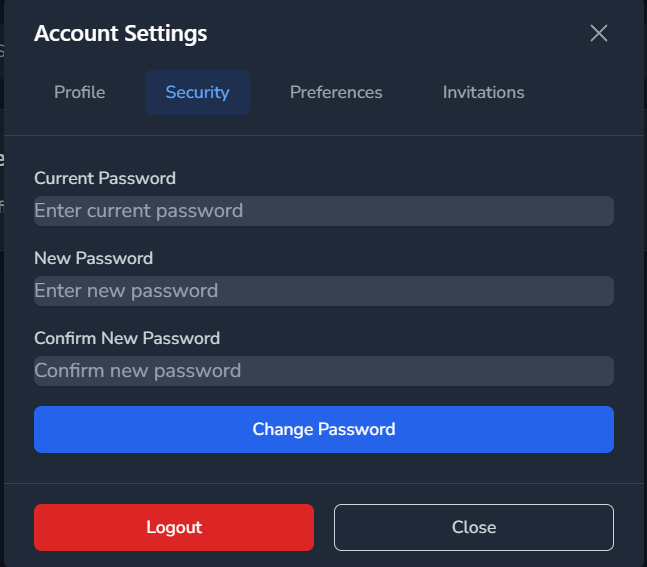 Account Settings
Profile Security Preferences Invitations
Current Password
Enter current password
New Password
Enter new password
Confirm New Password
Confirm new password
Change Password
Logout Close